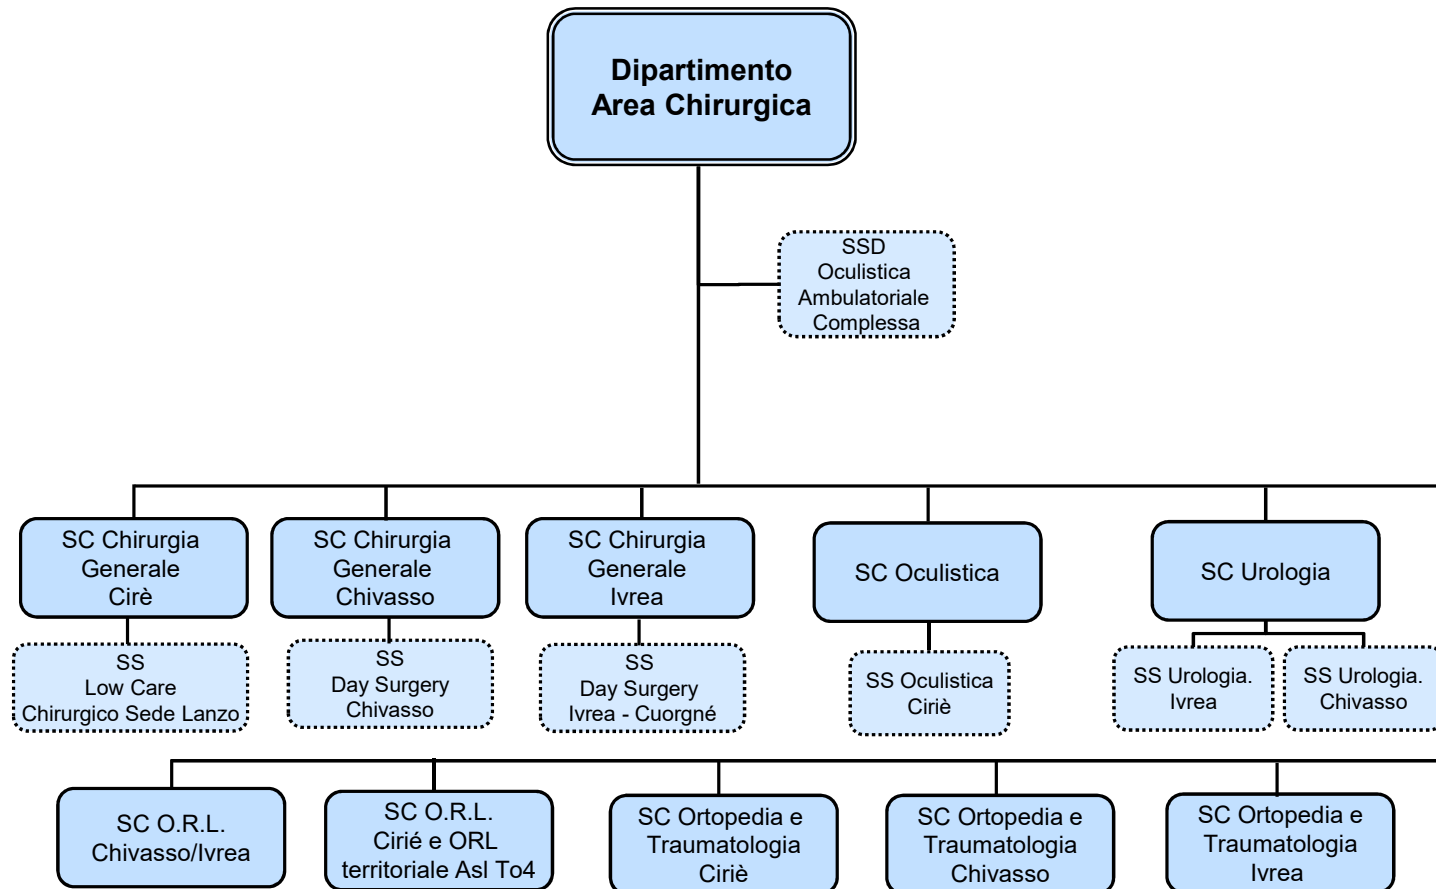 Dipartimento
Area Chirurgica
SSD
Oculistica
Ambulatoriale
Complessa
SC Chirurgia
Generale
Cirè
SC Chirurgia
Generale
Chivasso
SC Chirurgia
Generale
Ivrea
SC Oculistica
SC Urologia
SS
Low Care
Chirurgico Sede Lanzo
SS
Day Surgery
Chivasso
SS
Day Surgery
Ivrea - Cuorgné
SS Oculistica
Ciriè
SS Urologia.
Ivrea
SS Urologia.
Chivasso
SC O.R.L.
Chivasso/Ivrea
SC O.R.L.
Cirié e ORL
territoriale Asl To4
SC Ortopedia e
Traumatologia
Ciriè
SC Ortopedia e
Traumatologia
Chivasso
SC Ortopedia e
Traumatologia
Ivrea